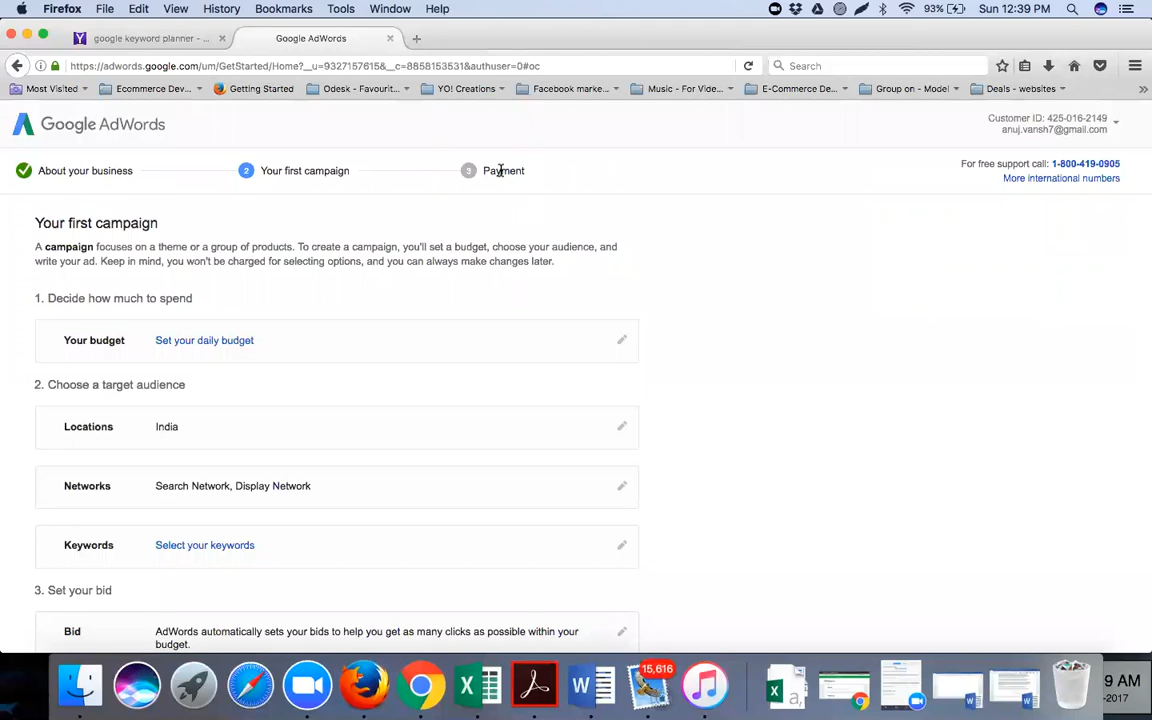 Firefox File Edit View History Bookmarks Tools Window Help 93% Sun 12:39 PM
google keyword planner - ... Google AdWords
https://adwords.google.com/um/GetStarted/Home?__u=9327157615&__c=8858153531&authuser=0#oc Search
Most Visited Ecommerce Dev... Getting Started Odesk - Favourit... YO! Creations Facebook marke... Music - For Vide... E-Commerce De... Group on - Model Deals - websites
Google AdWords
Customer ID: 425-016-2149
anuj.vansh7@gmail.com
About your business 2 Your first campaign 3 Payment
For free support call: 1-800-419-0905
More international numbers
Your first campaign
A campaign focuses on a theme or a group of products. To create a campaign, you'll set a budget, choose your audience, and
write your ad. Keep in mind, you won't be charged for selecting options, and you can always make changes later.
1. Decide how much to spend
Your budget Set your daily budget
2. Choose a target audience
Locations India
Networks Search Network, Display Network
Keywords Select your keywords
3. Set your bid
Bid AdWords automatically sets your bids to help you get as many clicks as possible within your
budget.
15,616
9 AM
-2017